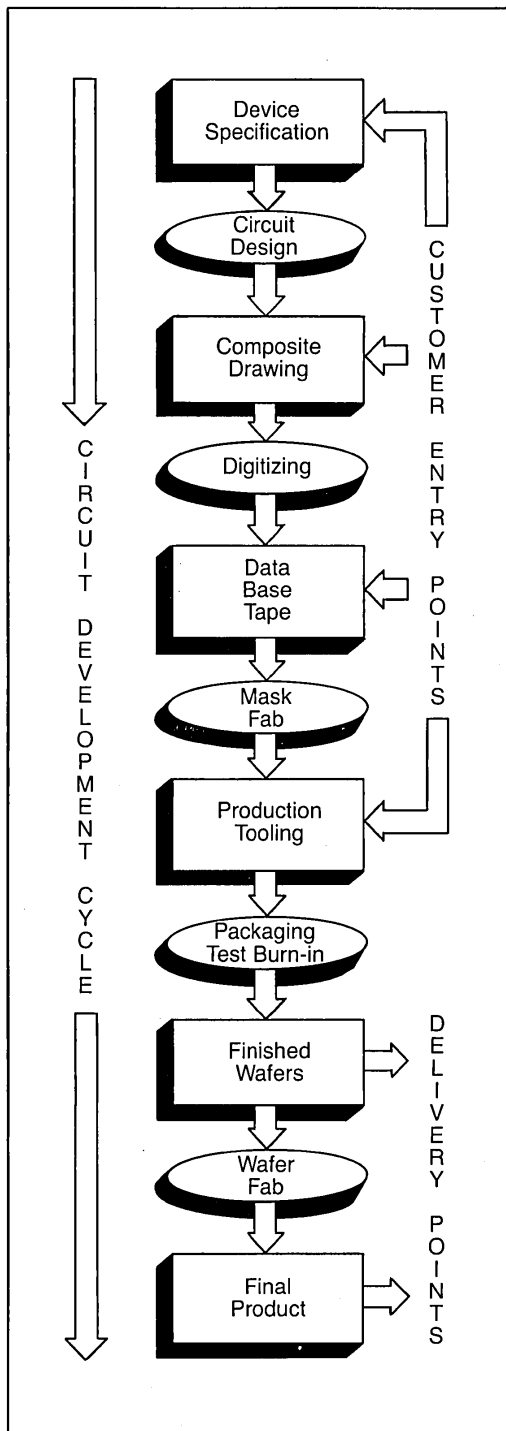 Device
Specification
Circuit
Design
Composite
Drawing
Digitizing
Data
Base
Tape
Mask
Fab
Production
Tooling
Packaging
Test Burn-in
Finished
Wafers
Wafer
Fab
Final
Product
CIRCUIT DEVELOPMENT CYCLE
CUSTOMER ENTRY POINTS
DELIVERY POINTS